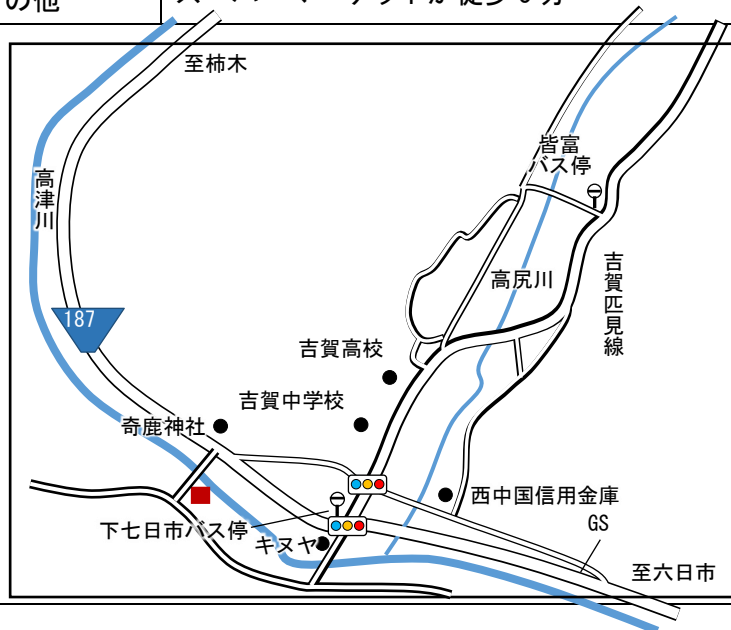 の他
至柿木
皆富
バス停
高津川
高尻川
吉賀匹見線
187
吉賀高校
吉賀中学校
奇鹿神社
西中国信用金庫
GS
下七日市バス停
キヌヤ
至六日市